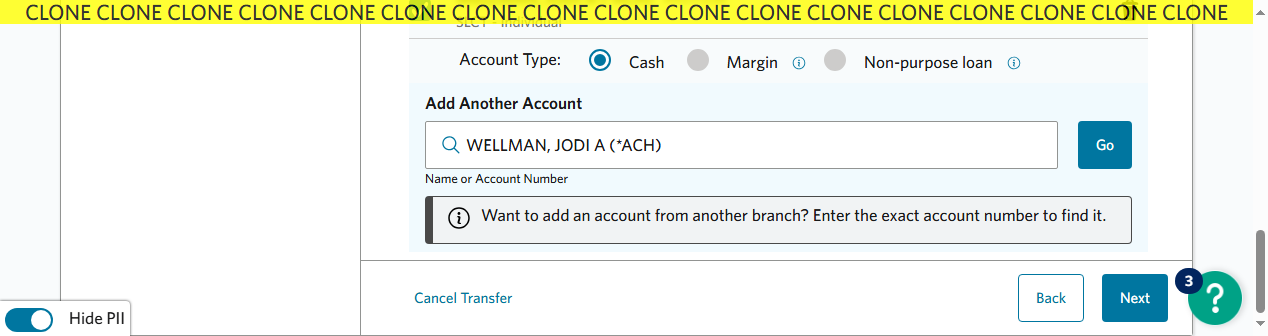 CLONE CLONE CLONE CLONE CLONE CLONE CLONE CLONE CLONE CLONE CLONE CLONE CLONE CLONE CLONE CLONE CLONE
Account Type: Cash Margin Non-purpose loan
Add Another Account
WELLMAN, JODI A (*ACH)
Go
Name or Account Number
Want to add an account from another branch? Enter the exact account number to find it.
Cancel Transfer
Back
Next
3
?
Hide PII